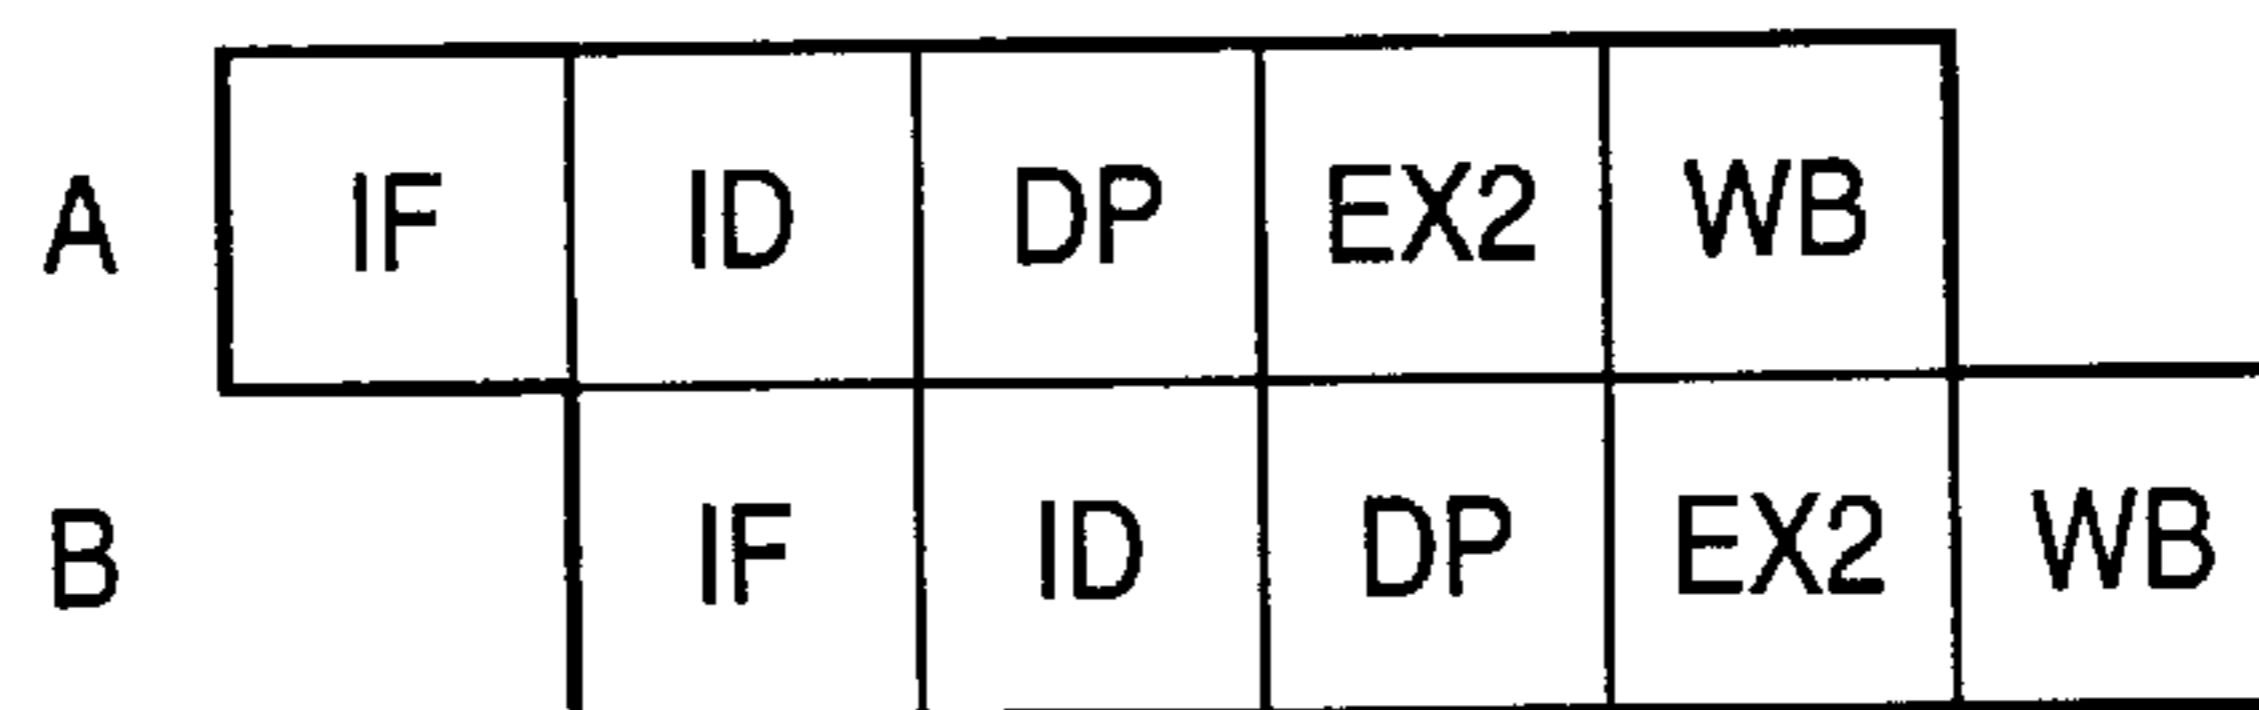 A IF ID DP EX2 WB
B IF ID DP EX2 WB